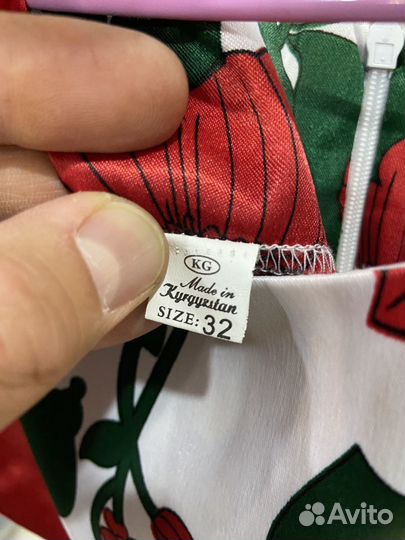 KG
Made in
Kyrgyzstan
SIZE: 32
Avito